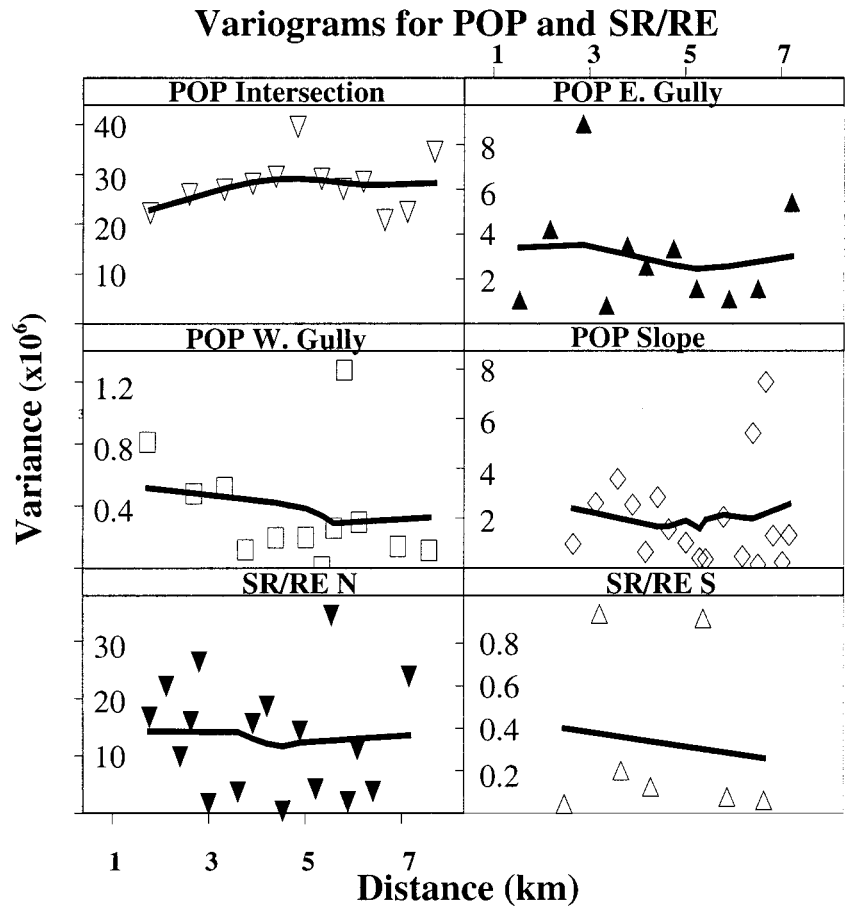 Variograms for POP and SR/RE
1 3 5 7
POP Intersection
POP E. Gully
40
30
20
10
8
6
4
2
POP W. Gully
POP Slope
1.2
0.8
0.4
8
6
4
2
SR/RE N
SR/RE S
30
20
10
0.8
0.6
0.4
0.2
1 3 5 7
Distance (km)
Variance (x10⁶)